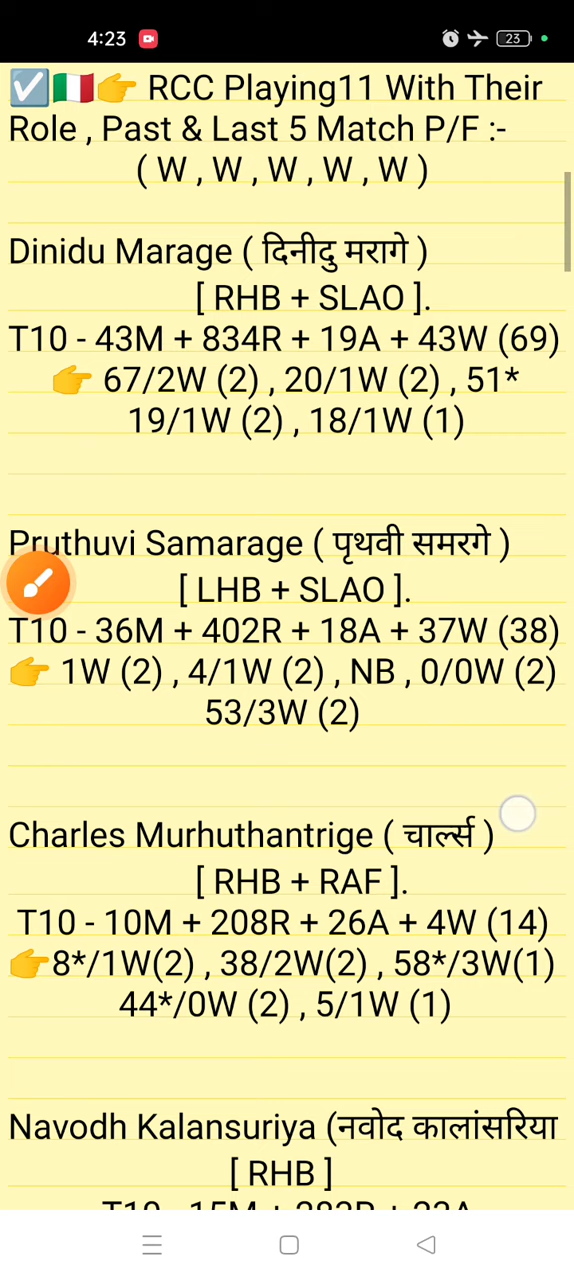 4:23
23
☑️🇮🇹👉 RCC Playing11 With Their
Role , Past & Last 5 Match P/F :-
( W , W , W , W , W )
Dinidu Marage ( दिनीदु मरागे )
[ RHB + SLAO ].
T10 - 43M + 834R + 19A + 43W (69)
👉 67/2W (2) , 20/1W (2) , 51*
19/1W (2) , 18/1W (1)
Pruthuvi Samarage ( पृथवी समरगे )
[ LHB + SLAO ].
T10 - 36M + 402R + 18A + 37W (38)
👉 1W (2) , 4/1W (2) , NB , 0/0W (2)
53/3W (2)
Charles Murhuthantrige ( चार्ल्स )
[ RHB + RAF ].
T10 - 10M + 208R + 26A + 4W (14)
👉8*/1W(2) , 38/2W(2) , 58*/3W(1)
44*/0W (2) , 5/1W (1)
Navodh Kalansuriya (नवोद कालांसरिया
[ RHB ]